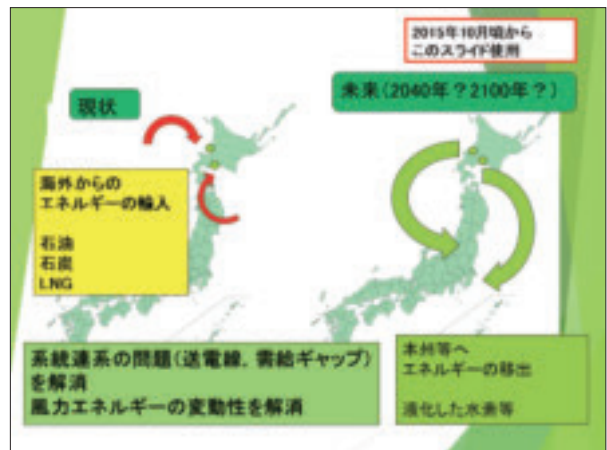 2015年10月頃から
このスライド使用
現状
未来(2040年?2100年?)
海外からの
エネルギーの輸入
石油
石炭
LNG
系統連系の問題(送電線、需給ギャップ)
を解消
風力エネルギーの変動性を解消
本州等へ
エネルギーの移出
液化した水素等